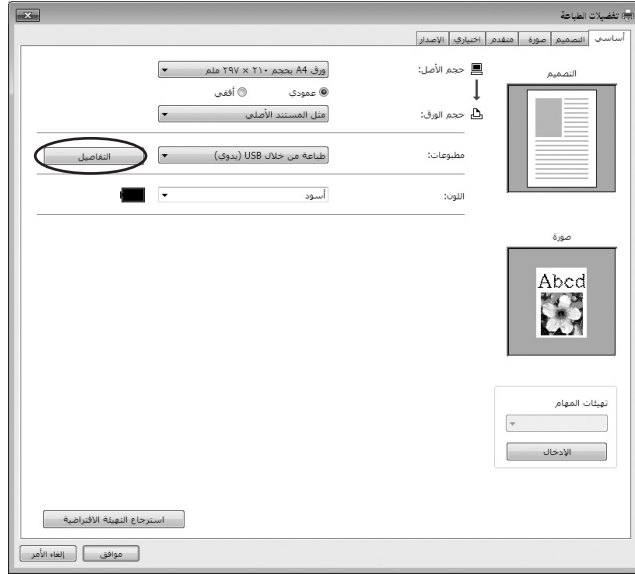 تفضيلات الطباعة
أساسي التصميم صورة متقدم اختياري الإصدار
التصميم
حجم الأصل: ورق A4 بحجم ٢١٠ × ٢٩٧ ملم
عمودي أفقي
حجم الورق: مثل المستند الأصلي
مطبوعات: طباعة من خلال USB (يدوي) التفاصيل
اللون: أسود
صورة
Abcd
تهيئات المهام
الإدخال
استرجاع التهيئة الافتراضية
موافق إلغاء الأمر